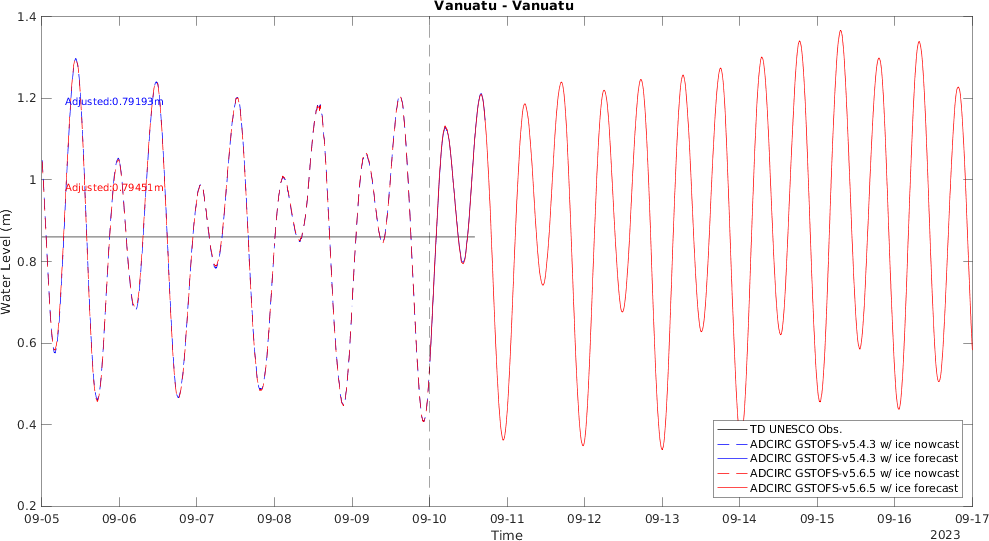 Vanuatu - Vanuatu
1.4
1.2
1
0.8
0.6
0.4
0.2
Water Level (m)
Adjusted:0.79193m
Adjusted:0.79451m
TD UNESCO Obs.
ADCIRC GSTOFS-v5.4.3 w/ ice nowcast
ADCIRC GSTOFS-v5.4.3 w/ ice forecast
ADCIRC GSTOFS-v5.6.5 w/ ice nowcast
ADCIRC GSTOFS-v5.6.5 w/ ice forecast
09-05 09-06 09-07 09-08 09-09 09-10 09-11 09-12 09-13 09-14 09-15 09-16 09-17
Time
2023